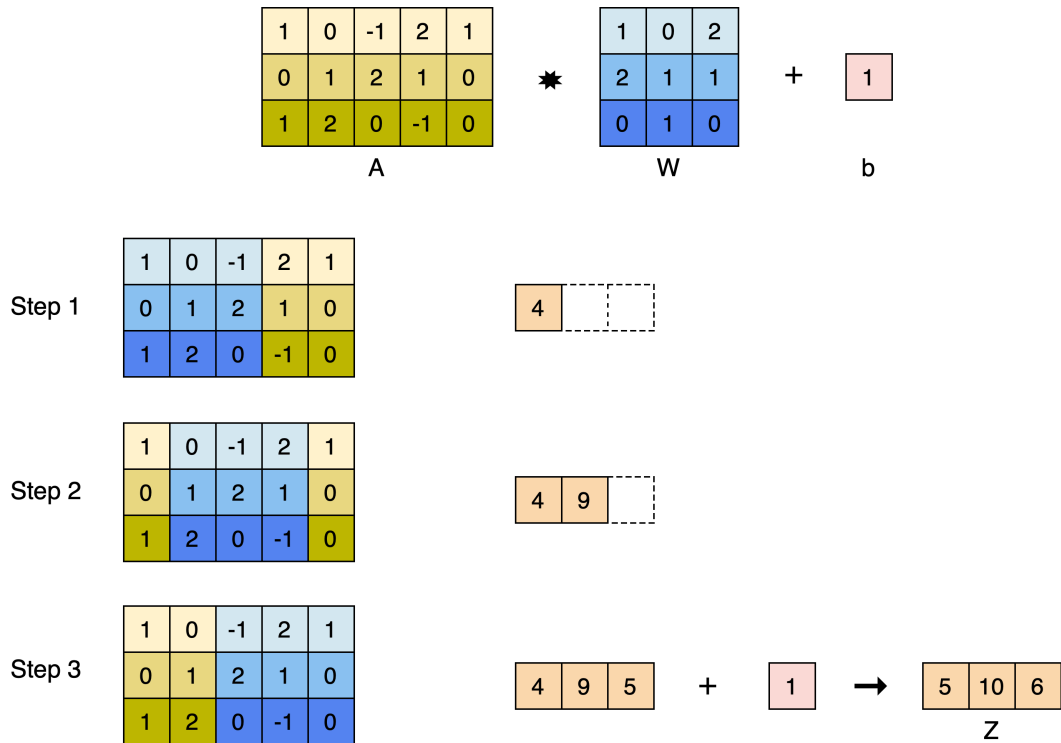 1 0 -1 2 1 1 0 2
0 1 2 1 0 2 1 1 + 1
1 2 0 -1 0 0 1 0
A W b
1 0 -1 2 1
Step 1 0 1 2 1 0 4
1 2 0 -1 0
1 0 -1 2 1
Step 2 0 1 2 1 0 4 9
1 2 0 -1 0
1 0 -1 2 1
Step 3 0 1 2 1 0 4 9 5 + 1 → 5 10 6
1 2 0 -1 0 Z